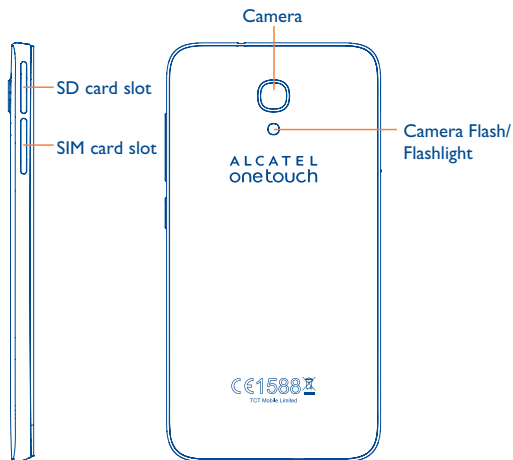 Camera
SD card slot
SIM card slot
Camera Flash/
Flashlight
ALCATEL
onetouch
CE1588
TCT Mobile Limited